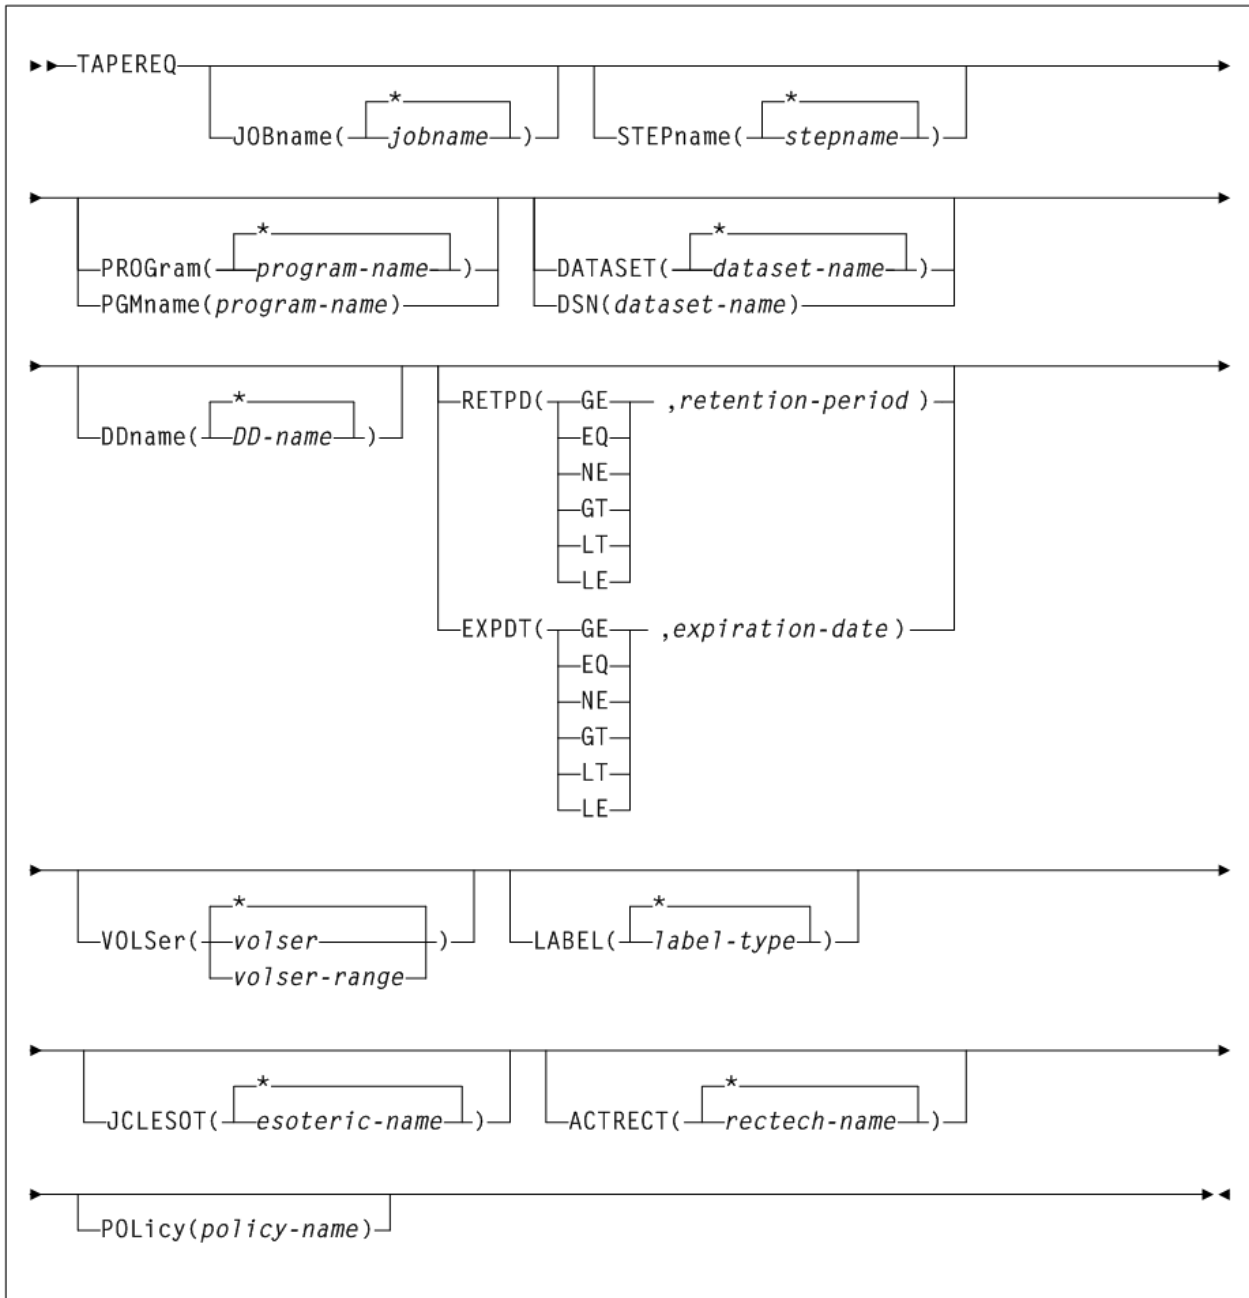 TAPEREQ
* *
JOBname( jobname ) STEPname( stepname )
* *
PROGram( program-name ) DATASET( dataset-name )
PGMname(program-name) DSN(dataset-name)
* RETPD( GE ,retention-period )
DDname( DD-name ) EQ
NE
GT
LT
LE
EXPDT( GE ,expiration-date )
EQ
NE
GT
LT
LE
* *
VOLSer( volser ) LABEL( label-type )
volser-range
* *
JCLESOT( esoteric-name ) ACTRECT( rectech-name )
POLicy(policy-name)